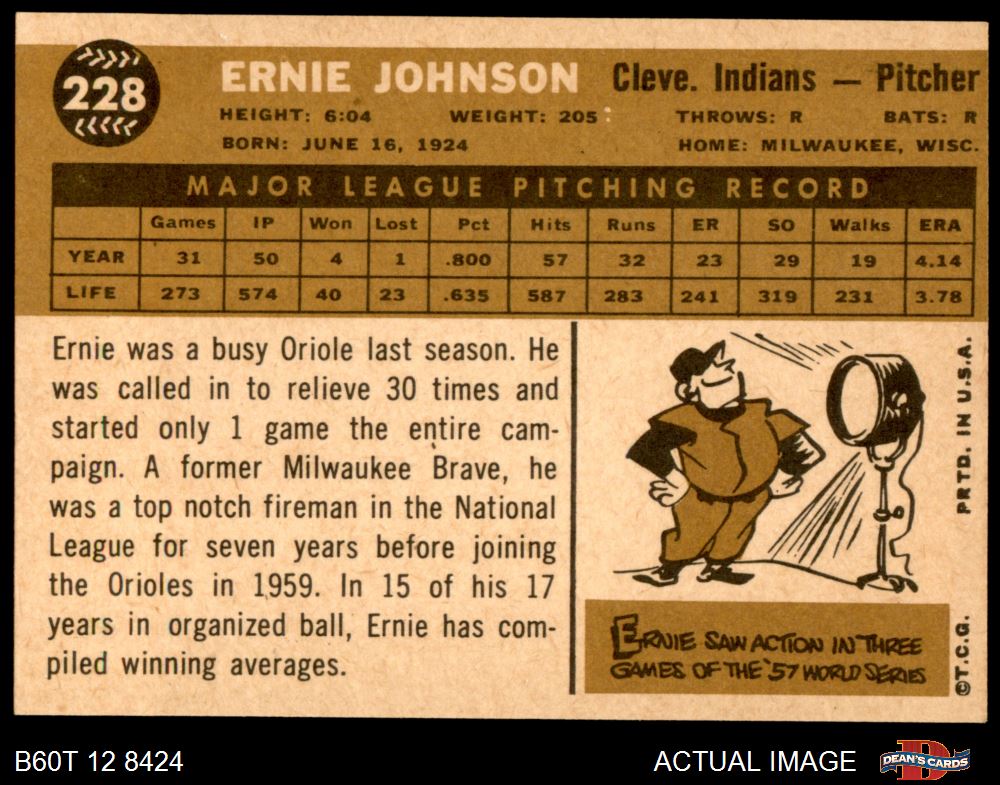 228
ERNIE JOHNSON Cleve. Indians — Pitcher
HEIGHT: 6:04 WEIGHT: 205 THROWS: R BATS: R
BORN: JUNE 16, 1924 HOME: MILWAUKEE, WISC.
MAJOR LEAGUE PITCHING RECORD
Games IP Won Lost Pct Hits Runs ER SO Walks ERA
YEAR 31 50 4 1 .800 57 32 23 29 19 4.14
LIFE 273 574 40 23 .635 587 283 241 319 231 3.78
Ernie was a busy Oriole last season. He
was called in to relieve 30 times and
started only 1 game the entire cam-
paign. A former Milwaukee Brave, he
was a top notch fireman in the National
League for seven years before joining
the Orioles in 1959. In 15 of his 17
years in organized ball, Ernie has com-
piled winning averages.
ERNIE SAW ACTION IN THREE
GAMES OF THE '57 WORLD SERIES
PRTD. IN U.S.A.
©T.C.G.
B60T 12 8424 ACTUAL IMAGE
D
DEAN'S CARDS